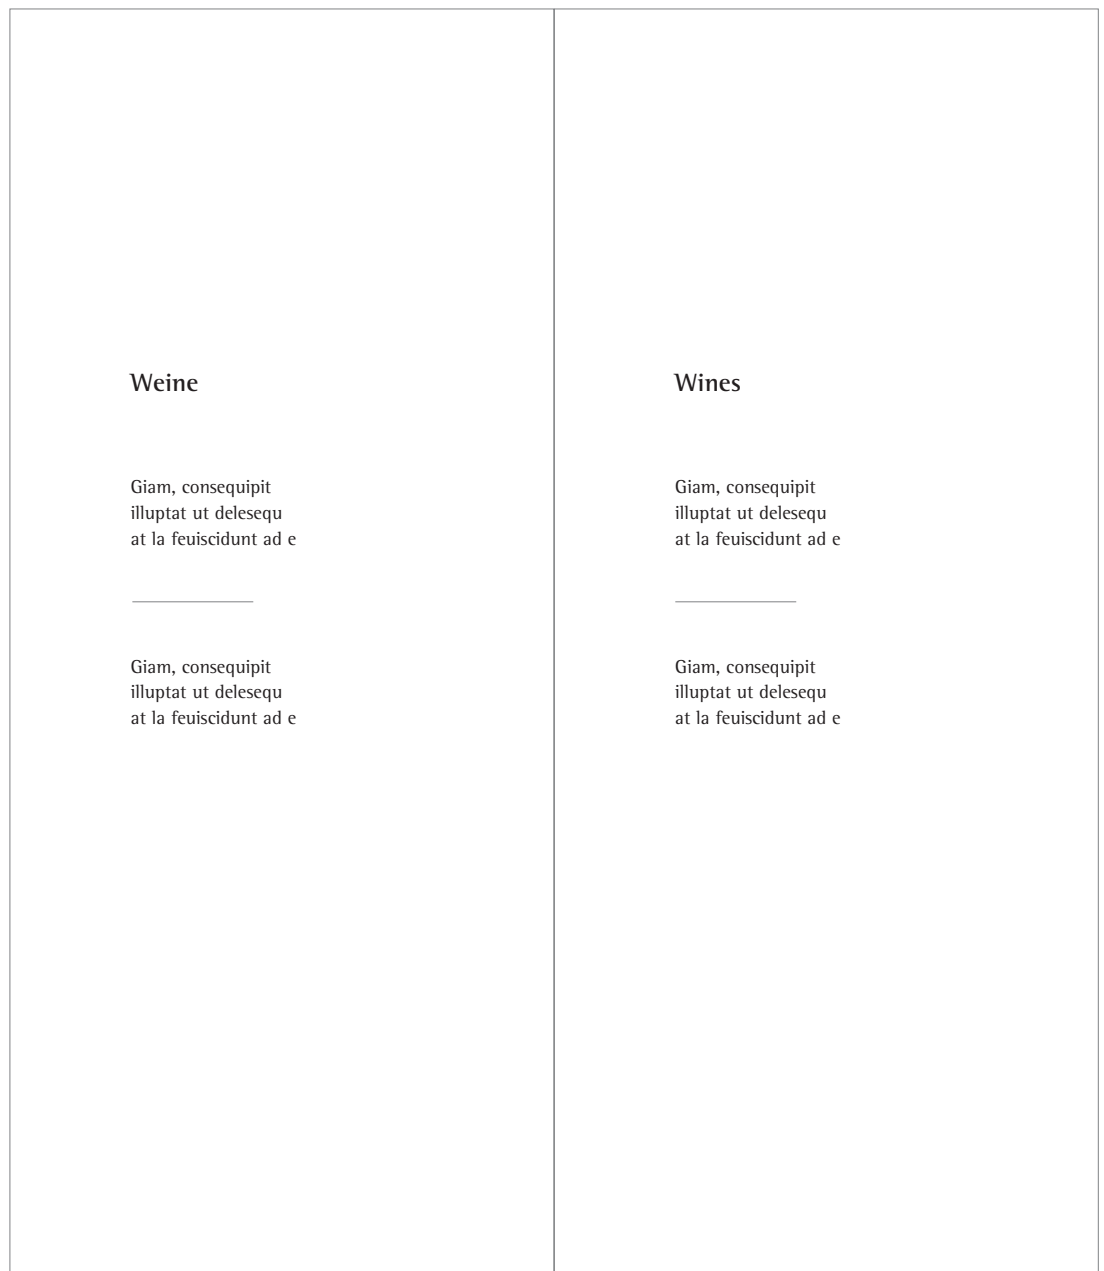 Weine
Giam, consequipit
illuptat ut delesequ
at la feuiscidunt ad e
Giam, consequipit
illuptat ut delesequ
at la feuiscidunt ad e
Wines
Giam, consequipit
illuptat ut delesequ
at la feuiscidunt ad e
Giam, consequipit
illuptat ut delesequ
at la feuiscidunt ad e